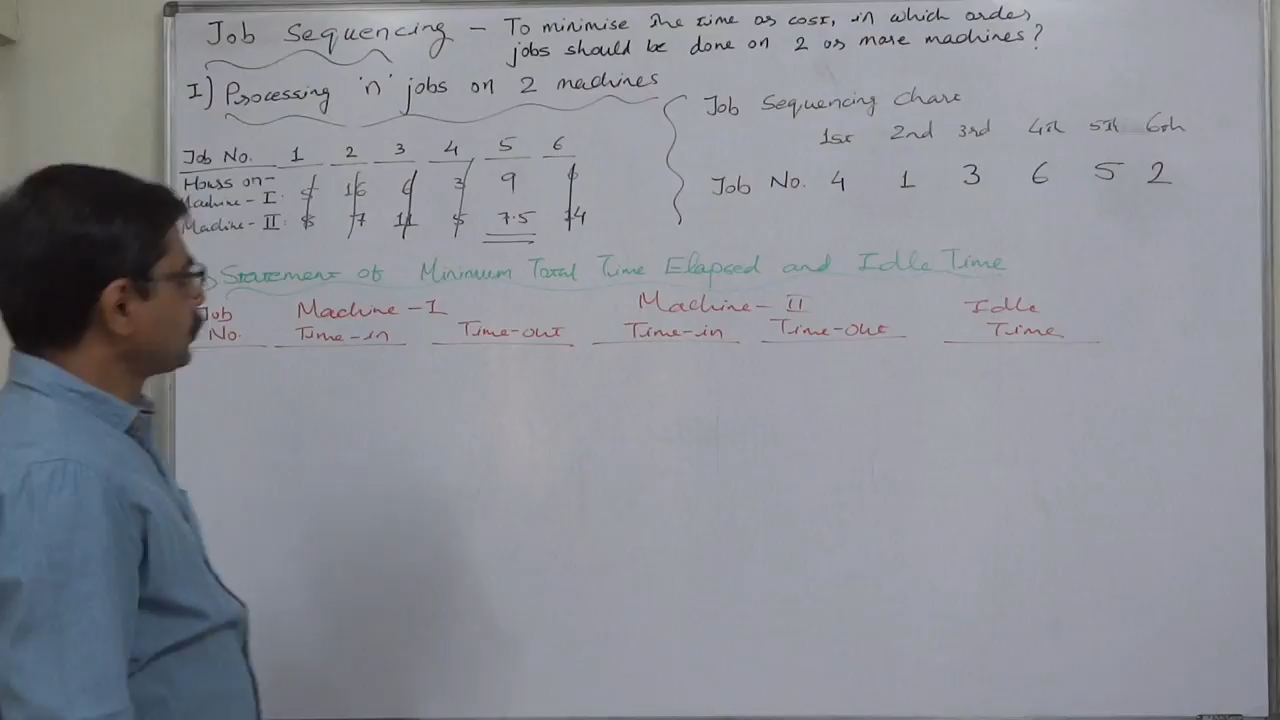 Job Sequencing - To minimise the time or cost, in which order
jobs should be done on 2 or more machines?
I) Processing 'n' jobs on 2 machines
Job No. 1 2 3 4 5 6
Hours on-
Machine-I: 9
Machine-II: 7 11 7.5 14
Job Sequencing Chart
1st 2nd 3rd 4th 5th 6th
Job No. 4 1 3 6 5 2
Statement of Minimum Total Time Elapsed and Idle Time
Job Machine-I Machine-II Idle
No. Time-in Time-out Time-in Time-out Time